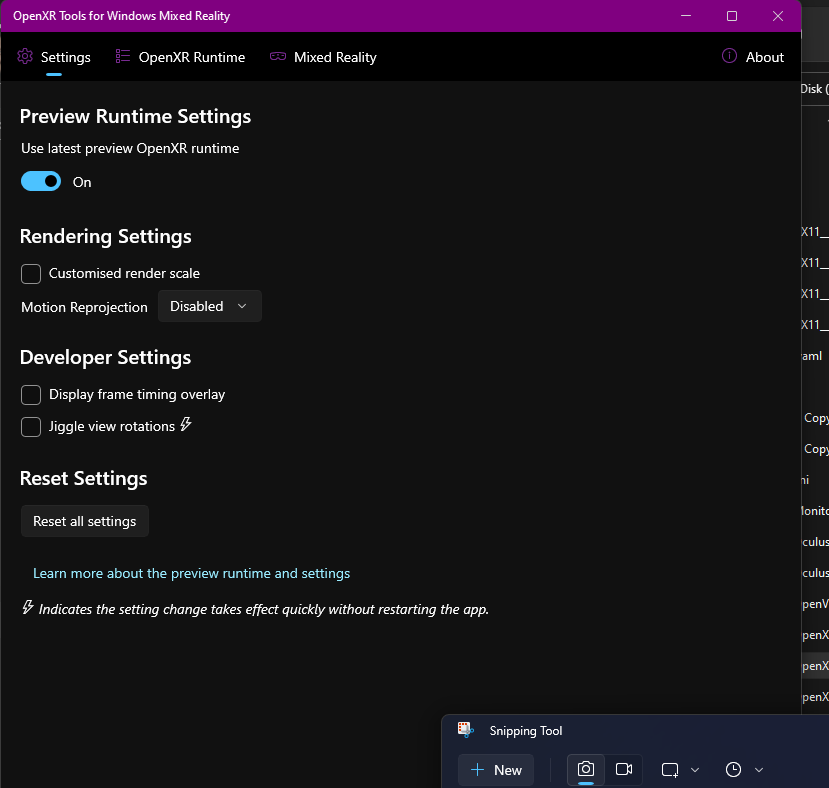 OpenXR Tools for Windows Mixed Reality
Settings
OpenXR Runtime
Mixed Reality
About
Disk (
Preview Runtime Settings
Use latest preview OpenXR runtime
On
Rendering Settings
Customised render scale
Motion Reprojection
Disabled
Developer Settings
Display frame timing overlay
Jiggle view rotations
Reset Settings
Reset all settings
Learn more about the preview runtime and settings
Indicates the setting change takes effect quickly without restarting the app.
X11_
X11_
X11_
X11_
aml
Copy
Copy
ni
Monito
culus
culus
penV
penX
penX
penX
Snipping Tool
New